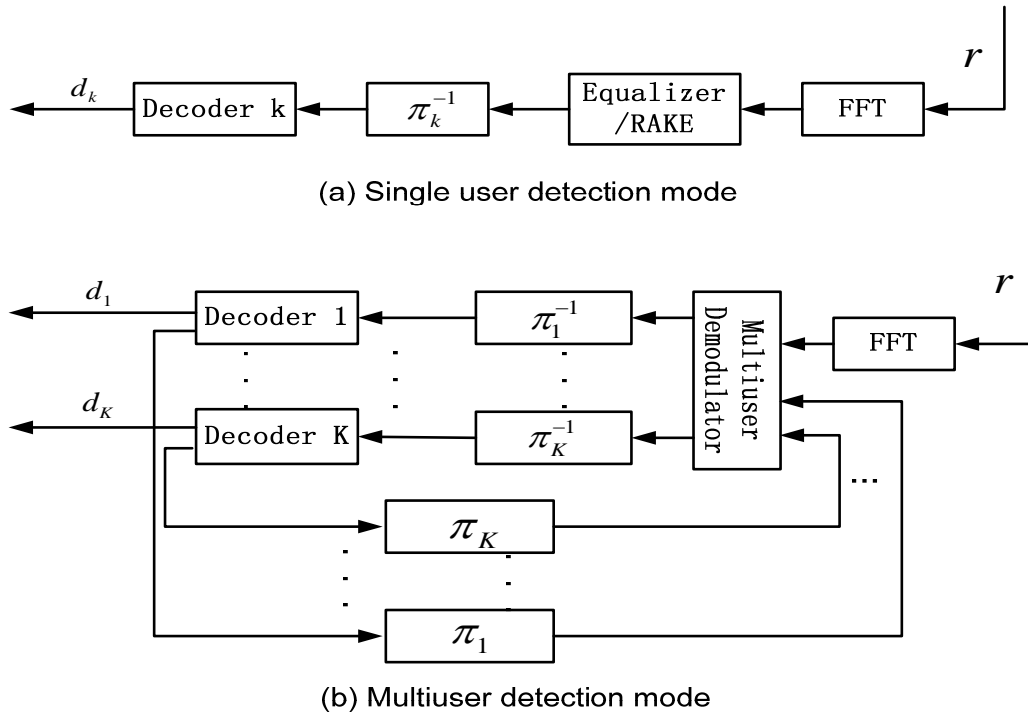 r
d_k
Decoder k
π_k^{-1}
Equalizer
/RAKE
FFT
(a) Single user detection mode
r
d_1
Decoder 1
π_1^{-1}
Multiuser
Demodulator
FFT
d_K
Decoder K
π_K^{-1}
...
π_K
π_1
(b) Multiuser detection mode